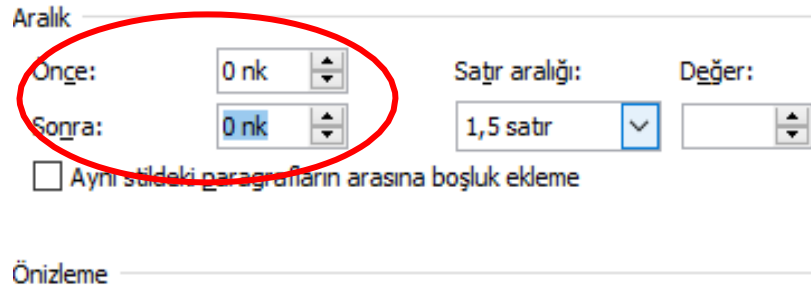 Aralık
Önce: 0 nk Satır aralığı: Değer:
Sonra: 0 nk 1,5 satır
Aynı stildeki paragrafların arasına boşluk ekleme
Önizleme